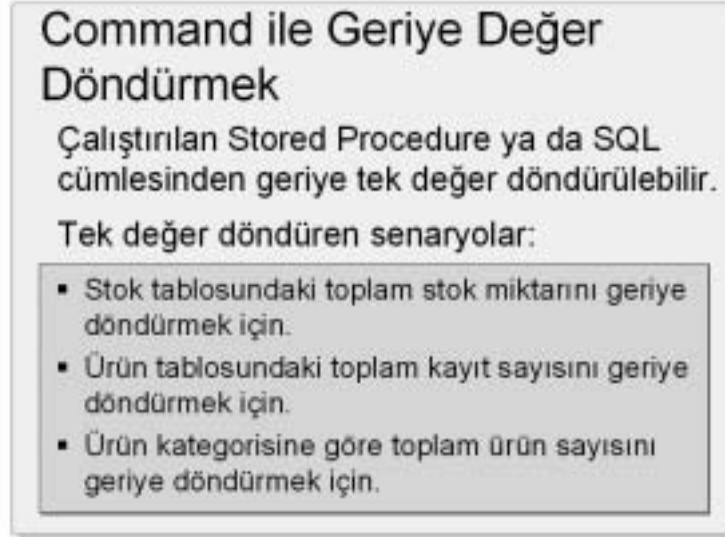 Command ile Geriye Değer
Döndürmek
Çalıştırılan Stored Procedure ya da SQL
cümlesinden geriye tek değer döndürülebilir.
Tek değer döndüren senaryolar:
▪ Stok tablosundaki toplam stok miktarını geriye
döndürmek için.
▪ Ürün tablosundaki toplam kayıt sayısını geriye
döndürmek için.
▪ Ürün kategorisine göre toplam ürün sayısını
geriye döndürmek için.